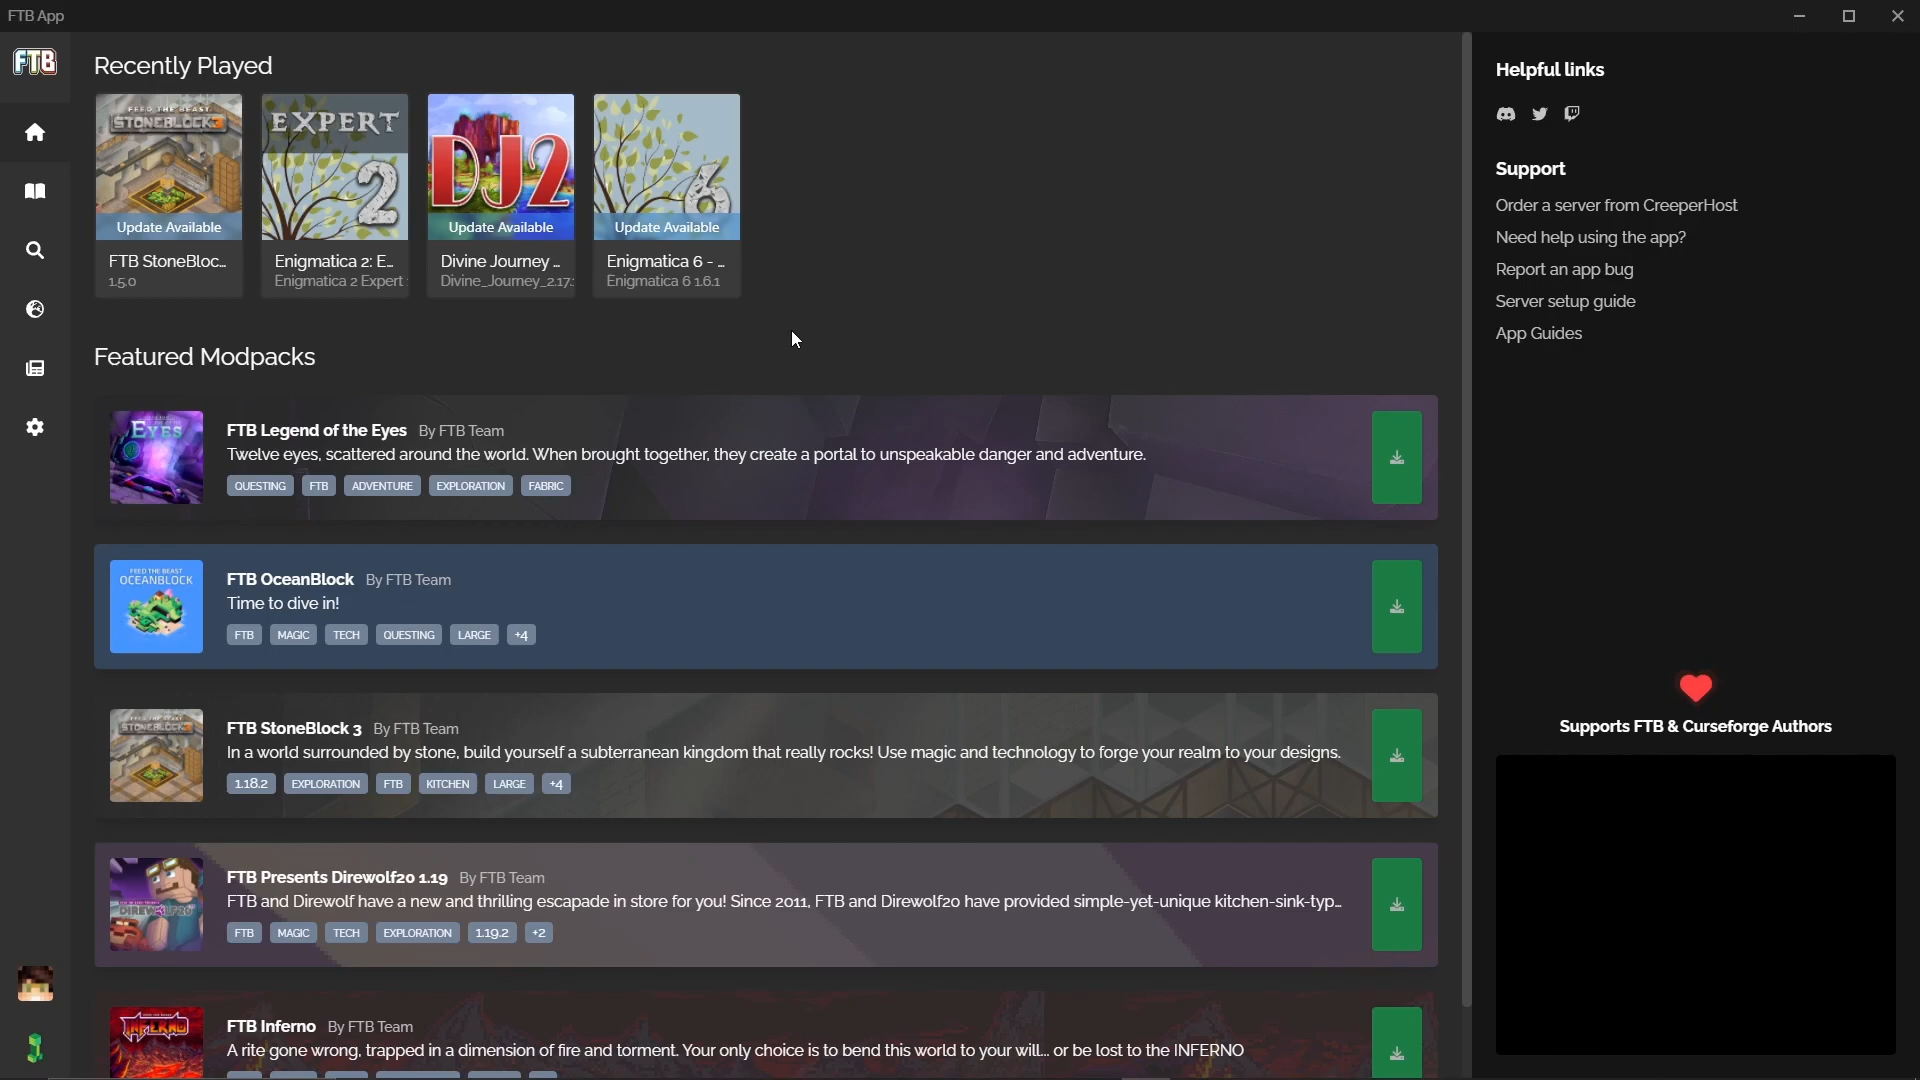 FTB App
FTB
Recently Played
FEED THE BEAST
STONEBLOCK3
Update Available
FTB StoneBloc...
1.5.0
EXPERT
2
Enigmatica 2: E...
Enigmatica 2 Expert
DJ2
Update Available
Divine Journey ...
Divine_Journey_2.17.
6
Update Available
Enigmatica 6 - ...
Enigmatica 6 1.6.1
Featured Modpacks
EYES
FTB Legend of the Eyes By FTB Team
Twelve eyes, scattered around the world. When brought together, they create a portal to unspeakable danger and adventure.
QUESTING FTB ADVENTURE EXPLORATION FABRIC
FEED THE BEAST
OCEANBLOCK
FTB OceanBlock By FTB Team
Time to dive in!
FTB MAGIC TECH QUESTING LARGE +4
FEED THE BEAST
STONEBLOCK3
FTB StoneBlock 3 By FTB Team
In a world surrounded by stone, build yourself a subterranean kingdom that really rocks! Use magic and technology to forge your realm to your designs.
1.18.2 EXPLORATION FTB KITCHEN LARGE +4
DIREWOLF20
FTB Presents Direwolf20 1.19 By FTB Team
FTB and Direwolf have a new and thrilling escapade in store for you! Since 2011, FTB and Direwolf20 have provided simple-yet-unique kitchen-sink-typ...
FTB MAGIC TECH EXPLORATION 1.19.2 +2
INFERNO
FTB Inferno By FTB Team
A rite gone wrong, trapped in a dimension of fire and torment. Your only choice is to bend this world to your will... or be lost to the INFERNO
Helpful links
Support
Order a server from CreeperHost
Need help using the app?
Report an app bug
Server setup guide
App Guides
Supports FTB & Curseforge Authors